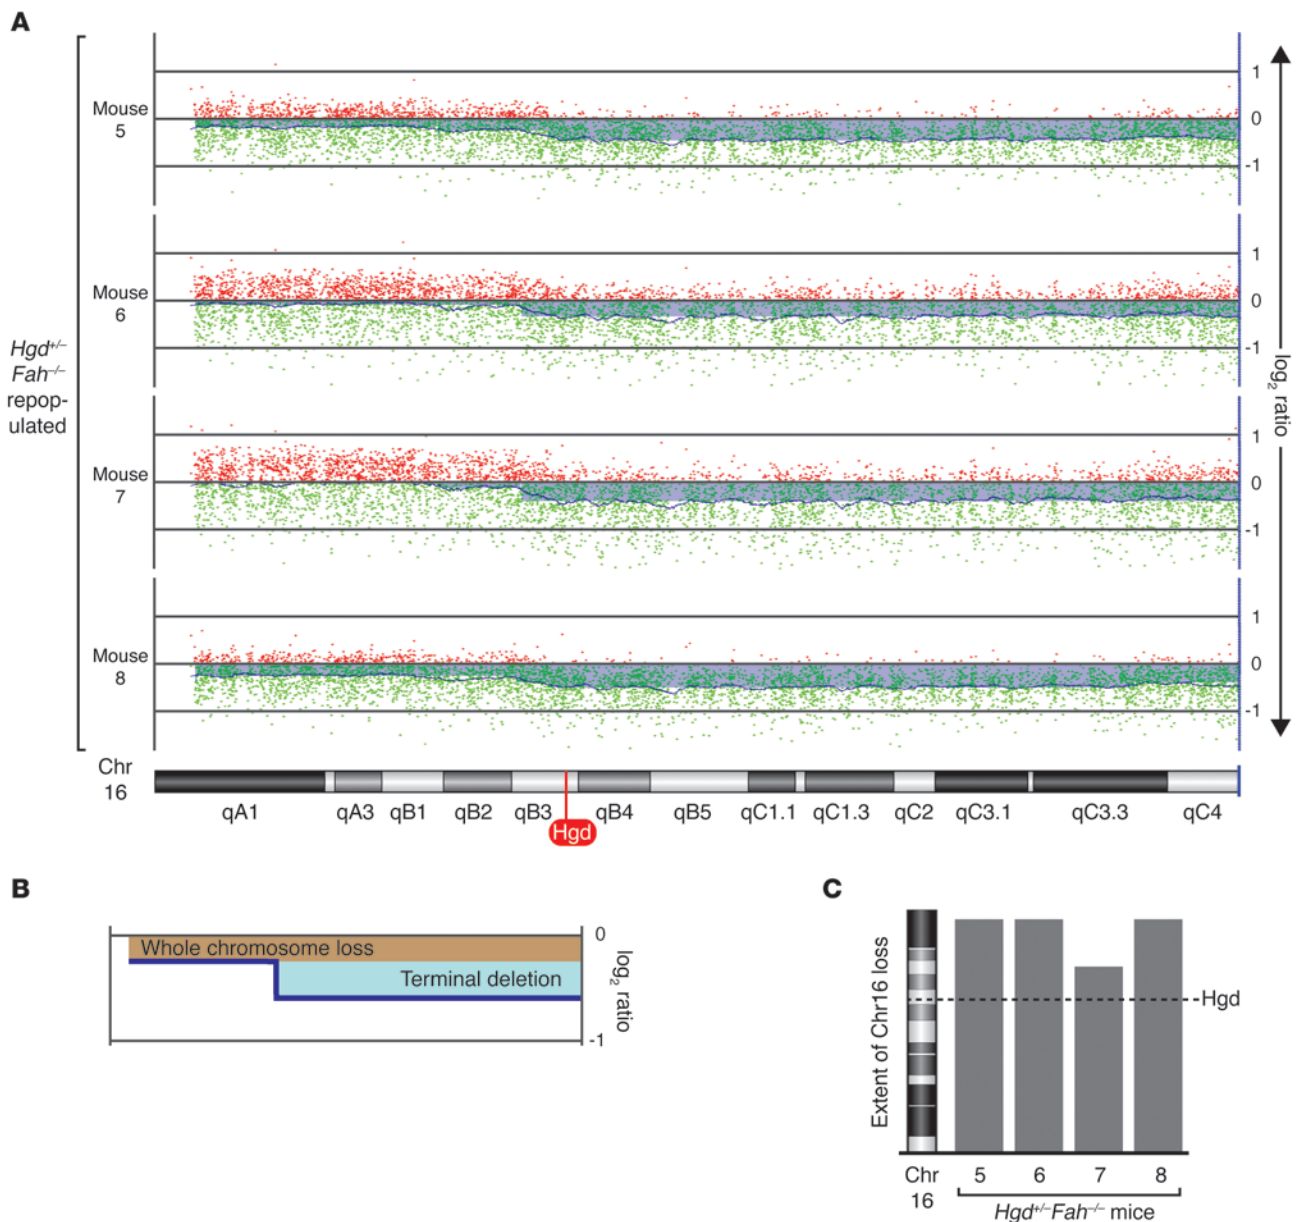 A
Mouse
5
1
0
-1
Mouse
6
1
0
-1
Hgd+/–
Fah–/–
repop-
ulated
log2 ratio
Mouse
7
1
0
-1
Mouse
8
1
0
-1
Chr
16
qA1 qA3 qB1 qB2 qB3 qB4 qB5 qC1.1 qC1.3 qC2 qC3.1 qC3.3 qC4
Hgd
B
Whole chromosome loss
Terminal deletion
0
log2 ratio
-1
C
Extent of Chr16 loss
Hgd
Chr
16
5 6 7 8
Hgd+/–Fah–/– mice